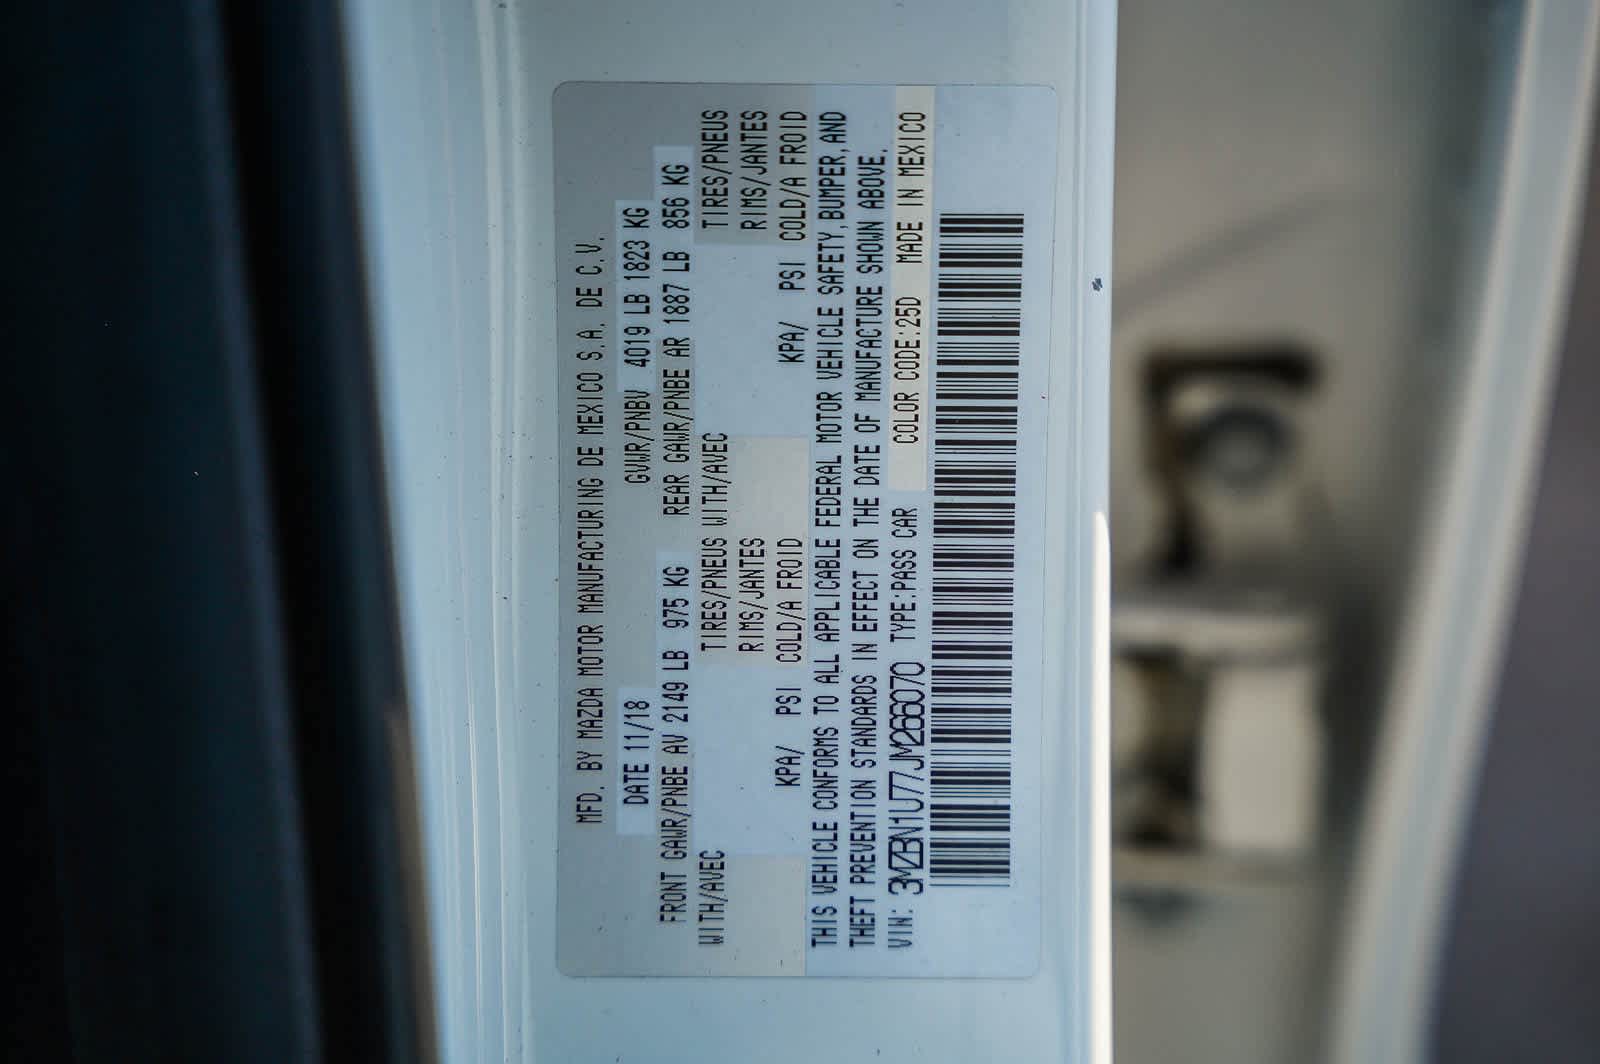 MFD. BY MAZDA MOTOR MANUFACTURING DE MEXICO S.A. DE C.V.
DATE 11/18 GVWR/PNBV 4019 LB 1823 KG
FRONT GAWR/PNBE AV 2149 LB 975 KG REAR GAWR/PNBE AR 1887 LB 856 KG
WITH/AVEC TIRES/PNEUS WITH/AVEC TIRES/PNEUS
RIMS/JANTES RIMS/JANTES
KPA/ PSI COLD/A FROID KPA/ PSI COLD/A FROID
THIS VEHICLE CONFORMS TO ALL APPLICABLE FEDERAL MOTOR VEHICLE SAFETY,BUMPER,AND
THEFT PREVENTION STANDARDS IN EFFECT ON THE DATE OF MANUFACTURE SHOWN ABOVE.
VIN: 3MZBN1U77JM266070 TYPE:PASS CAR COLOR CODE:25D MADE IN MEXICO